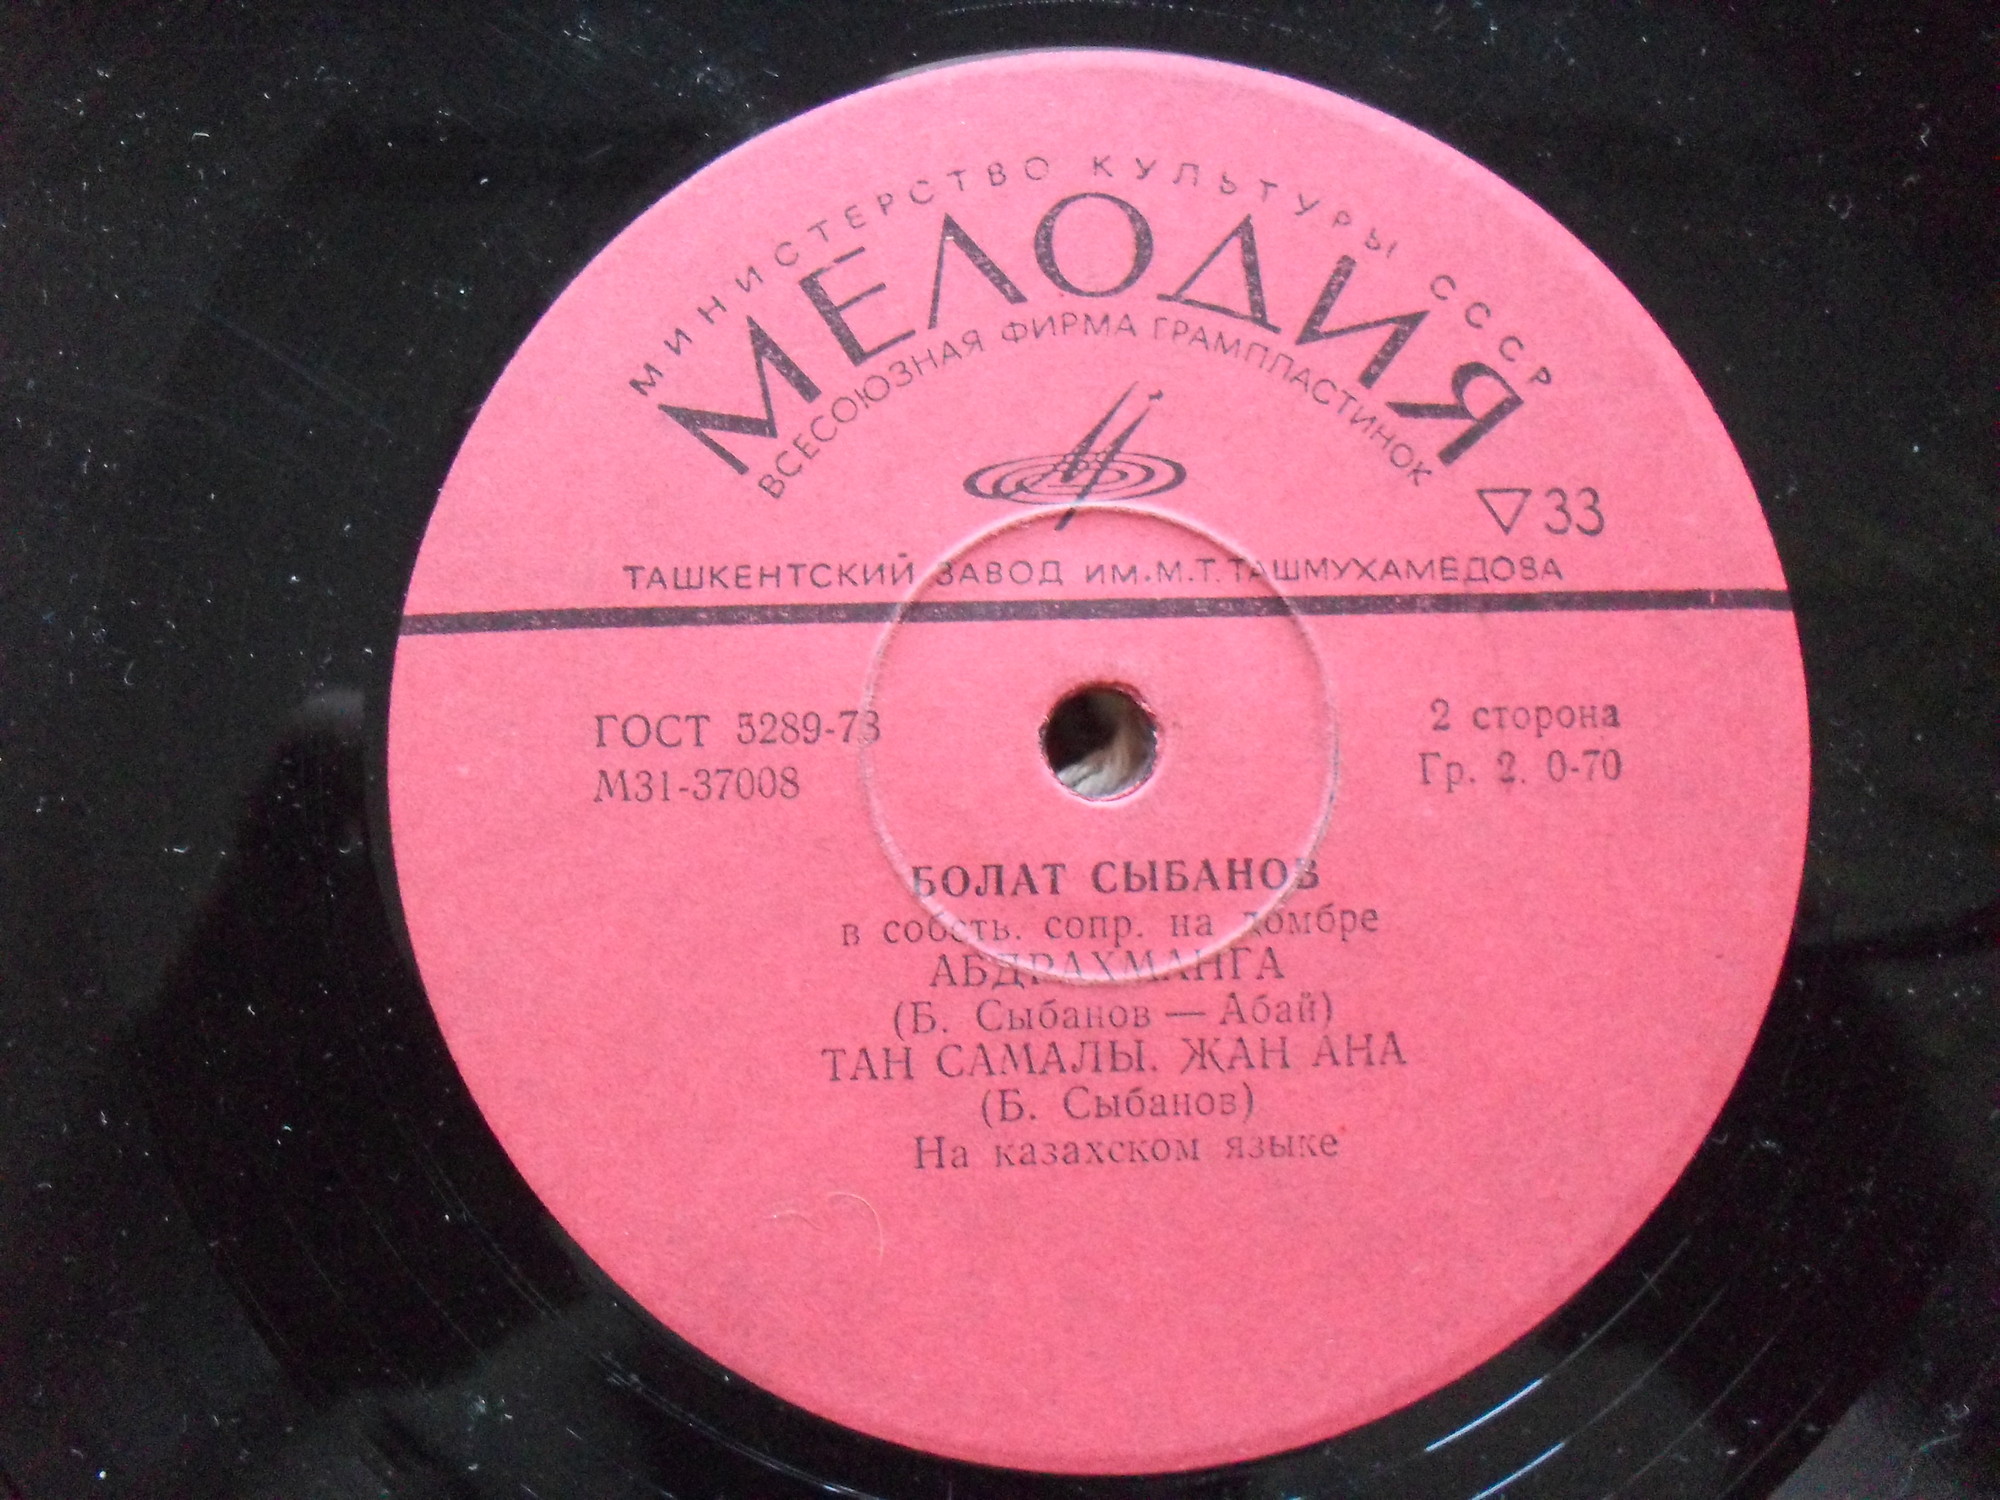 МИНИСТЕРСТВО КУЛЬТУРЫ СССР
МЕЛОДИЯ
ВСЕСОЮЗНАЯ ФИРМА ГРАМПЛАСТИНОК
▽33
ТАШКЕНТСКИЙ ЗАВОД ИМ.М.Т.ТАШМУХАМЕДОВА
ГОСТ 5289-73
М31-37008
2 сторона
Гр. 2. 0-70
БОЛАТ СЫБАНОВ
в собств. сопр. на домбре
АБДРАХМАНГА
(Б. Сыбанов — Абай)
ТАН САМАЛЫ. ЖАН АНА
(Б. Сыбанов)
На казахском языке